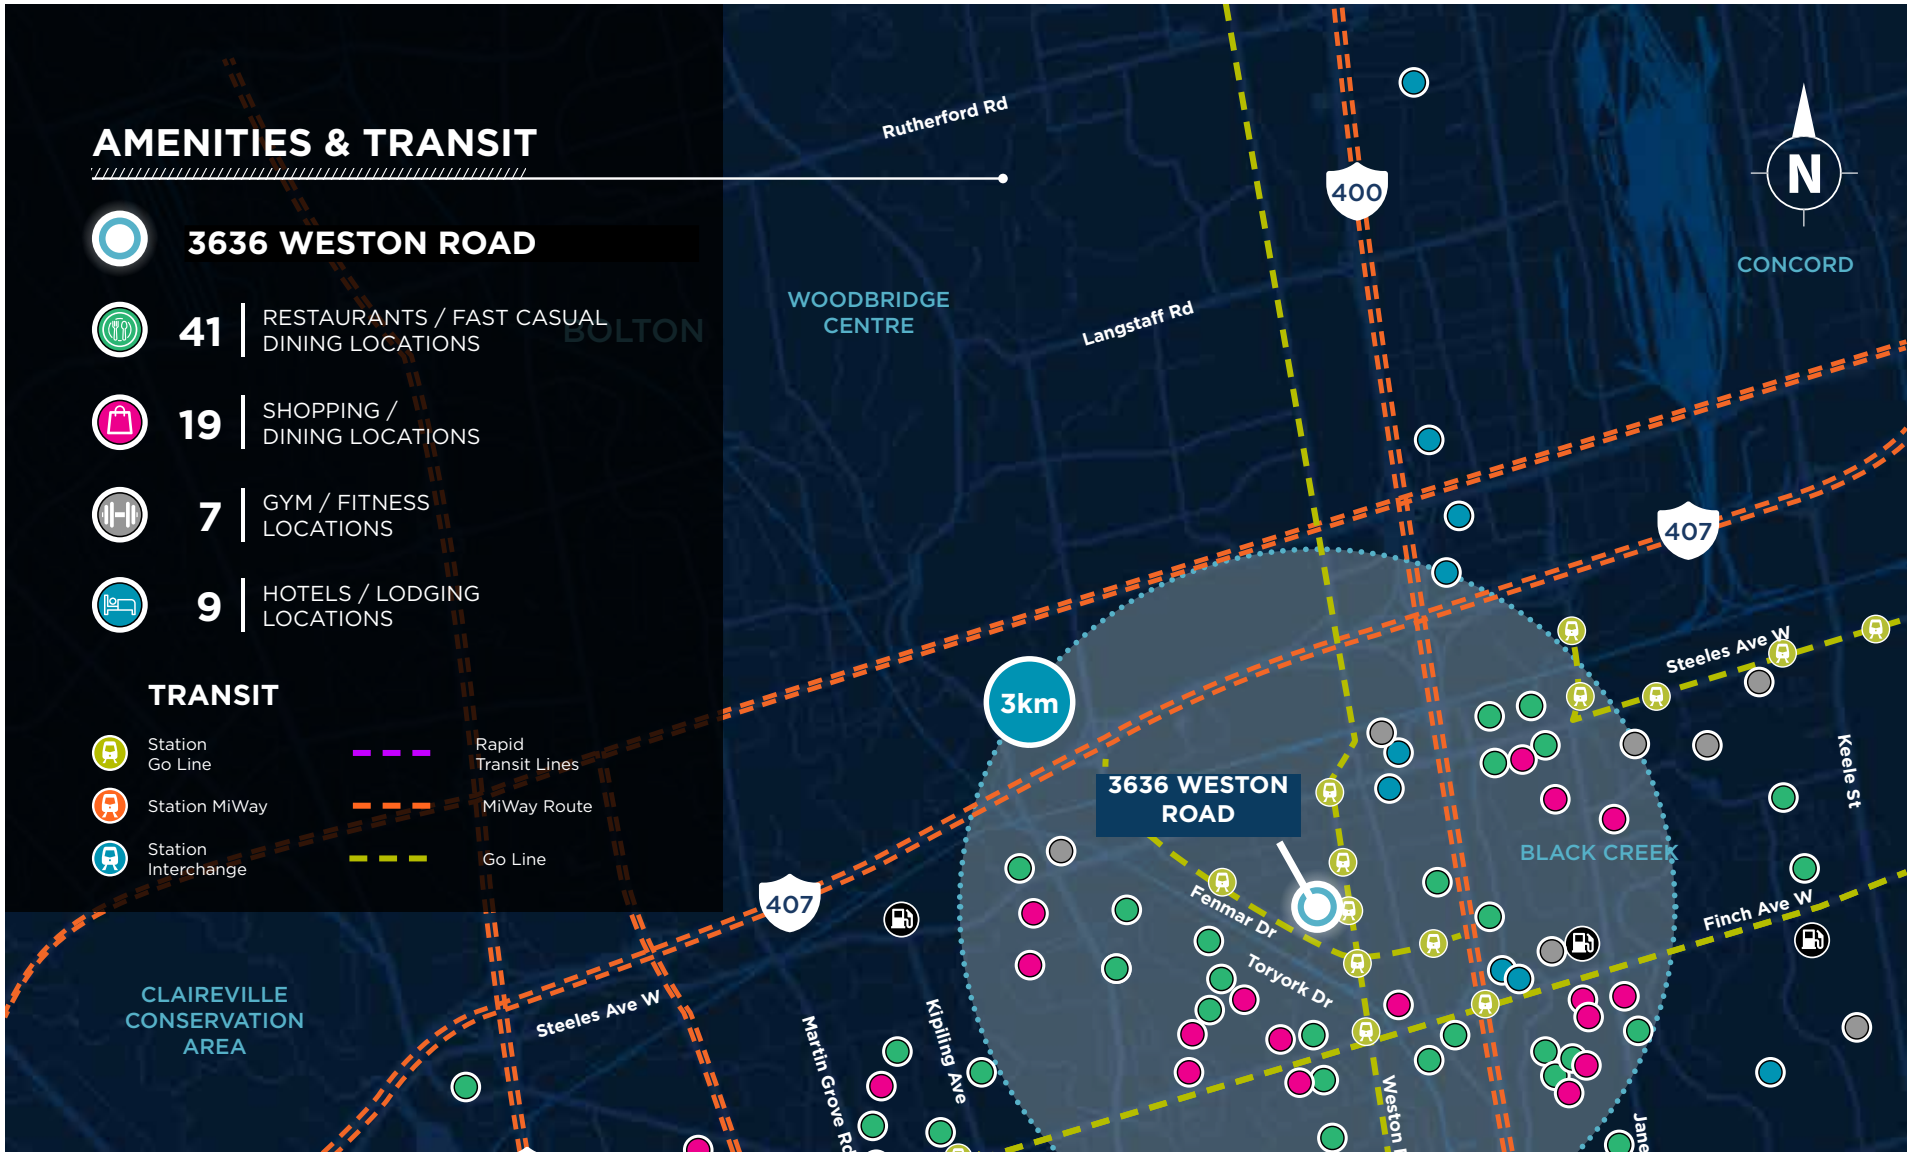 AMENITIES & TRANSIT
3636 WESTON ROAD
41
RESTAURANTS / FAST CASUAL
DINING LOCATIONS
BOLTON
19
SHOPPING /
DINING LOCATIONS
7
GYM / FITNESS
LOCATIONS
9
HOTELS / LODGING
LOCATIONS
TRANSIT
Station
Go Line
Rapid
Transit Lines
Station MiWay
MiWay Route
Station
Interchange
Go Line
Rutherford Rd
400
N
CONCORD
WOODBRIDGE
CENTRE
Langstaff Rd
407
Steeles Ave W
3km
Keele St
3636 WESTON
ROAD
BLACK CREEK
407
Fenmar Dr
Finch Ave W
Toryork Dr
CLAIREVILLE
CONSERVATION
AREA
Steeles Ave W
Martin Grove Rd
Kipiling Ave
Weston
Jane